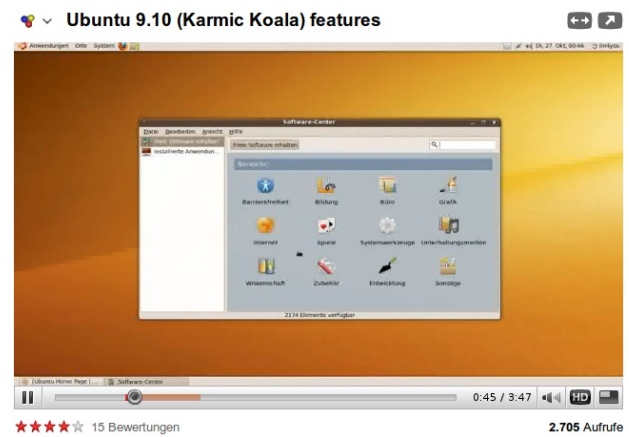 Ubuntu 9.10 (Karmic Koala) features
Anwendungen Orte System
Di, 27. Okt, 00:46
Software-Center
Datei Bearbeiten Ansicht Hilfe
Freie Software erhalten
Installierte Anwendun...
Freie Software erhalten
Bereiche:
Barrierefreiheit Bildung Büro Grafik
Internet Spiele Systemwerkzeuge Unterhaltungsmedien
Wissenschaft Zubehör Entwicklung Sonstige
2174 Elemente verfügbar
[Ubuntu Home Page | ... Software-Center
0:45 / 3:47 HD
15 Bewertungen 2.705 Aufrufe